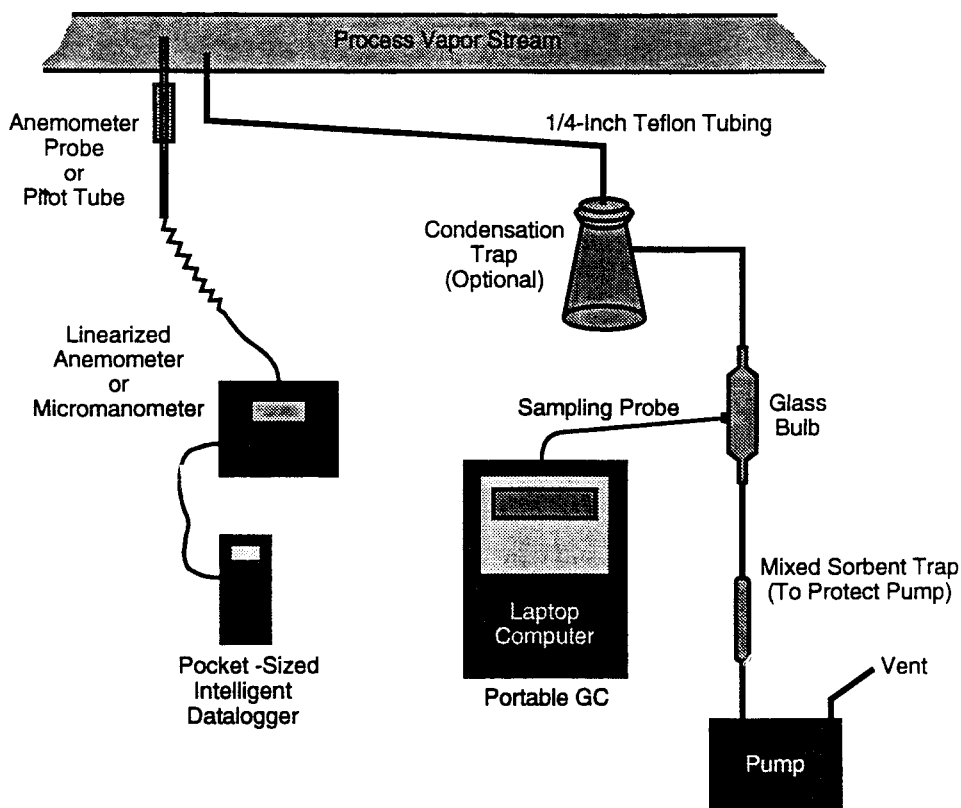 Process Vapor Stream
Anemometer
Probe
or
Pitot Tube
1/4-Inch Teflon Tubing
Condensation
Trap
(Optional)
Linearized
Anemometer
or
Micromanometer
Sampling Probe
Glass
Bulb
Laptop
Computer
Portable GC
Mixed Sorbent Trap
(To Protect Pump)
Vent
Pocket -Sized
Intelligent
Datalogger
Pump